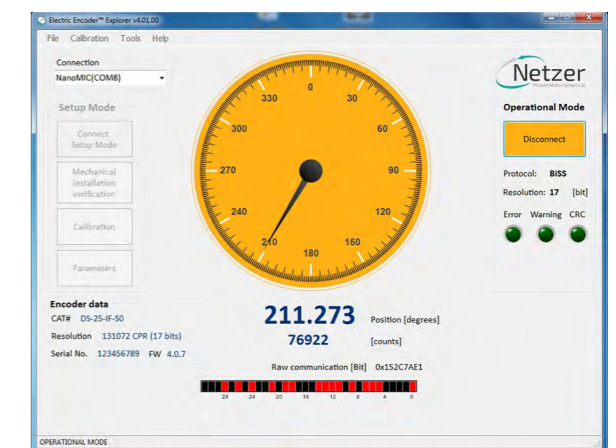 Electric Encoder™ Explorer v4.01.00
File Calibration Tools Help
Connection
NanoMIC(COM8)
Setup Mode
Connect
Setup Mode
Mechanical
Installation
verification
Calibration
Parameters
0
30
60
90
120
150
180
210
240
270
300
330
Netzer
Operational Mode
Disconnect
Protocol: BiSS
Resolution: 17 [bit]
Error Warning CRC
Encoder data
CAT# DS-25-IF-S0
Resolution 131072 CPR (17 bits)
Serial No. 123456789 FW 4.0.7
211.273 Position [degrees]
76922 [counts]
Raw communication [Bit] 0x152C7AE1
28 24 20 16 12 8 4 0
OPERATIONAL MODE